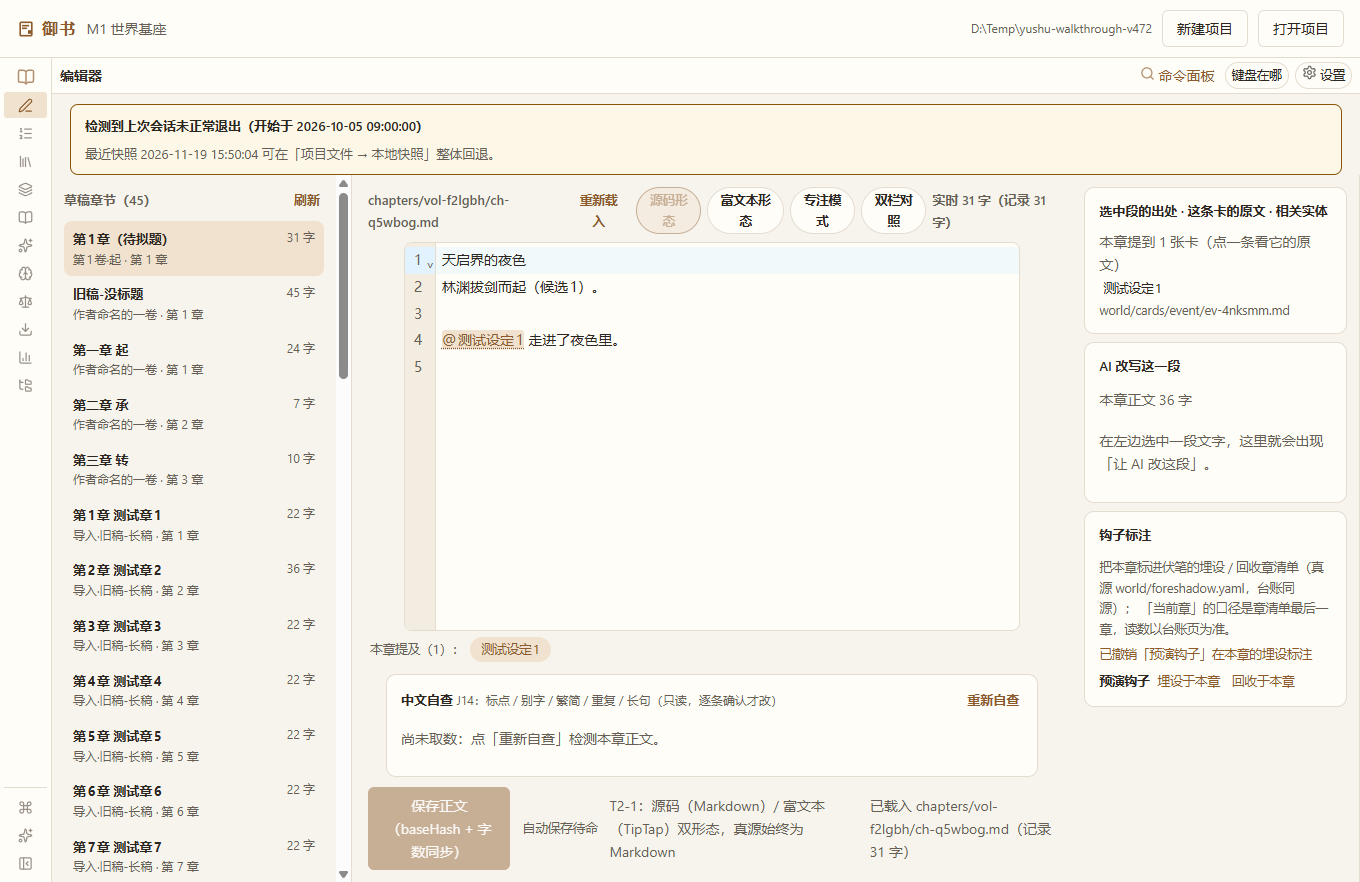 御书 M1 世界基座
D:\Temp\yushu-walkthrough-v472 新建项目 打开项目
编辑器
命令面板 键盘在哪 设置
检测到上次会话未正常退出（开始于 2026-10-05 09:00:00）
最近快照 2026-11-19 15:50:04 可在「项目文件 → 本地快照」整体回退。
草稿章节（45） 刷新
第1章（待拟题） 31 字
第1卷·起 · 第 1 章
旧稿-没标题 45 字
作者命名的一卷 · 第 1 章
第一章 起 24 字
作者命名的一卷 · 第 1 章
第二章 承 7 字
作者命名的一卷 · 第 2 章
第三章 转 10 字
作者命名的一卷 · 第 3 章
第1章 测试章1 22 字
导入·旧稿-长稿 · 第 1 章
第2章 测试章2 36 字
导入·旧稿-长稿 · 第 2 章
第3章 测试章3 22 字
导入·旧稿-长稿 · 第 3 章
第4章 测试章4 22 字
导入·旧稿-长稿 · 第 4 章
第5章 测试章5 22 字
导入·旧稿-长稿 · 第 5 章
第6章 测试章6 22 字
导入·旧稿-长稿 · 第 6 章
第7章 测试章7 22 字
导入·旧稿-长稿 · 第 7 章
chapters/vol-f2lgbh/ch-
q5wbog.md
重新载
入
源码形
态
富文本形
态
专注模
式
双栏对
照
实时 31 字（记录 31
字）
1 天启界的夜色
2 林渊拔剑而起（候选1）。
3
4 @测试设定1 走进了夜色里。
5
本章提及（1）： 测试设定1
中文自查 J14：标点 / 别字 / 繁简 / 重复 / 长句（只读，逐条确认才改） 重新自查
尚未取数：点「重新自查」检测本章正文。
保存正文
（baseHash + 字
数同步）
自动保存待命
T2-1：源码（Markdown）/ 富文本
（TipTap）双形态，真源始终为
Markdown
已载入 chapters/vol-
f2lgbh/ch-q5wbog.md（记录
31 字）
选中段的出处 · 这条卡的原文 · 相关实体
本章提到 1 张卡（点一条看它的原
文）
测试设定1
world/cards/event/ev-4nksmm.md
AI 改写这一段
本章正文 36 字
在左边选中一段文字，这里就会出现
「让 AI 改这段」。
钩子标注
把本章标进伏笔的埋设 / 回收章清单（真
源 world/foreshadow.yaml，台账同
源）；「当前章」的口径是章清单最后一
章，读数以台账页为准。
已撤销「预演钩子」在本章的埋设标注
预演钩子 埋设于本章 回收于本章